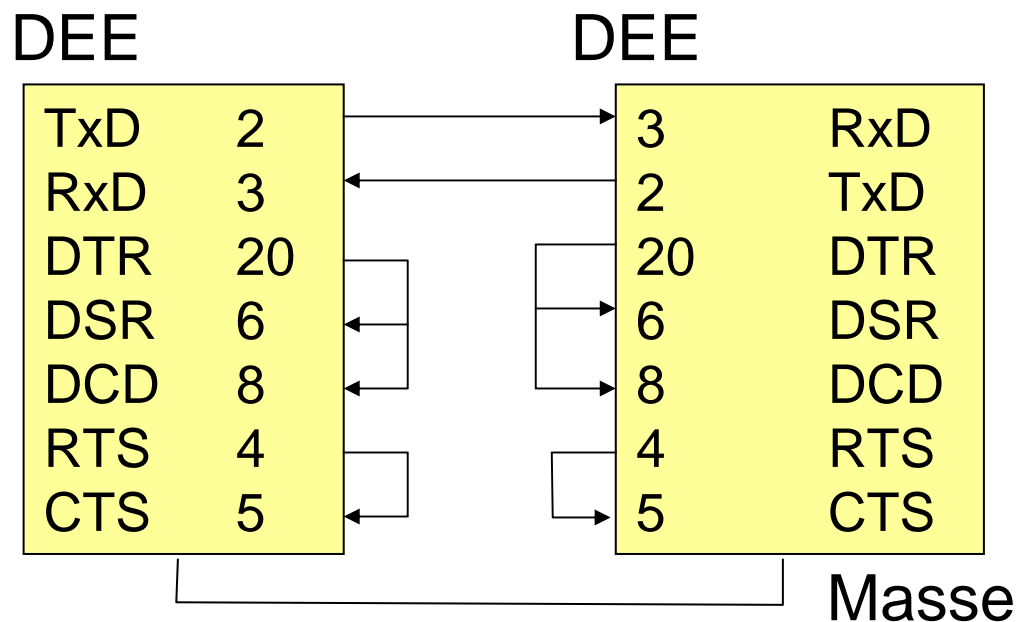 DEE DEE
TxD 2 3 RxD
RxD 3 2 TxD
DTR 20 20 DTR
DSR 6 6 DSR
DCD 8 8 DCD
RTS 4 4 RTS
CTS 5 5 CTS
Masse